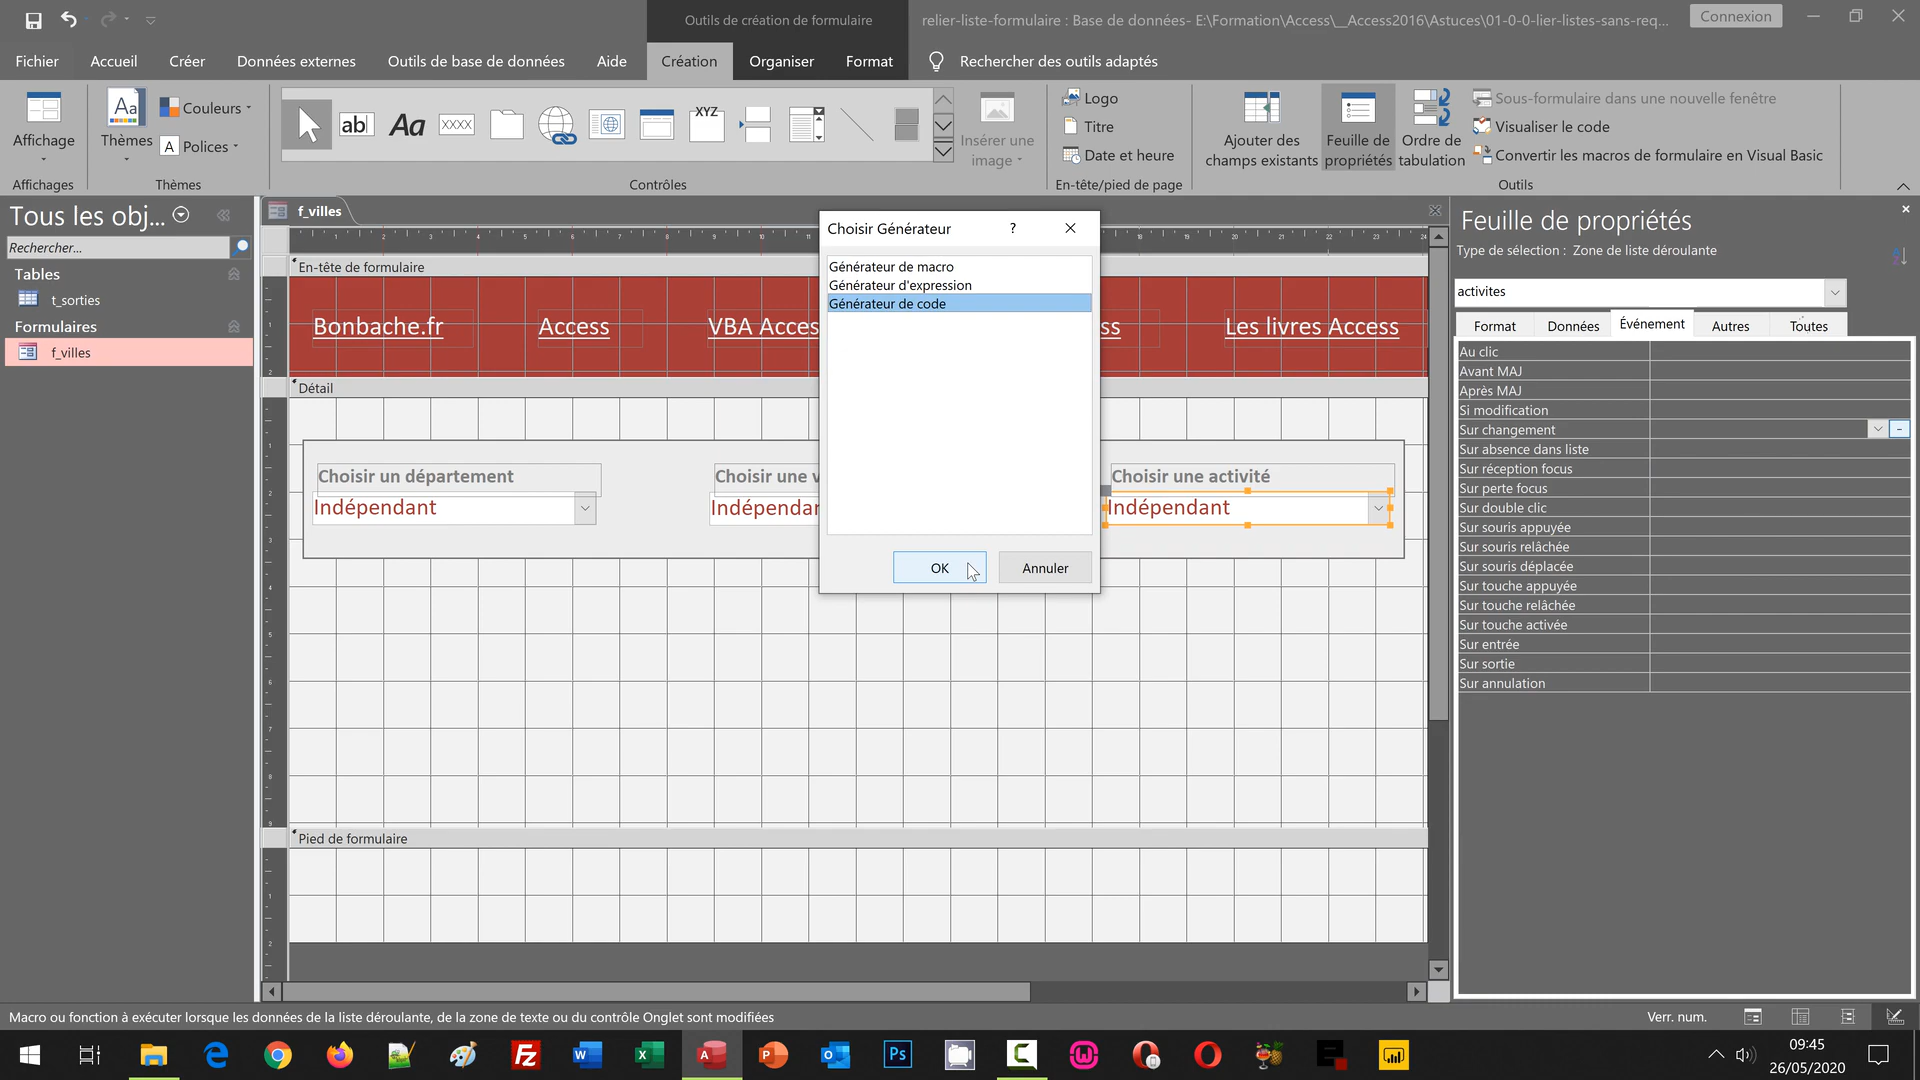 Outils de création de formulaire
relier-liste-formulaire : Base de données- E:\Formation\Access\__Access2016\Astuces\01-0-0-lier-listes-sans-req...
Connexion
Fichier
Accueil
Créer
Données externes
Outils de base de données
Aide
Création
Organiser
Format
Rechercher des outils adaptés
Affichage
Affichages
Thèmes
Couleurs
Polices
Thèmes
ab|
Aa
XXXX
XYZ
Contrôles
Insérer une
image
Logo
Titre
Date et heure
En-tête/pied de page
Ajouter des
champs existants
Feuille de
propriétés
Ordre de
tabulation
Sous-formulaire dans une nouvelle fenêtre
Visualiser le code
Convertir les macros de formulaire en Visual Basic
Outils
Tous les obj...
Rechercher...
Tables
t_sorties
Formulaires
f_villes
f_villes
En-tête de formulaire
Bonbache.fr
Access
VBA Acces
ss
Les livres Access
Détail
Choisir un département
Indépendant
Choisir une v
Indépendar
Choisir une activité
Indépendant
Pied de formulaire
Choisir Générateur
?
Générateur de macro
Générateur d'expression
Générateur de code
OK
Annuler
Feuille de propriétés
Type de sélection : Zone de liste déroulante
activites
Format
Données
Événement
Autres
Toutes
Au clic
Avant MAJ
Après MAJ
Si modification
Sur changement
Sur absence dans liste
Sur réception focus
Sur perte focus
Sur double clic
Sur souris appuyée
Sur souris relâchée
Sur souris déplacée
Sur touche appuyée
Sur touche relâchée
Sur touche activée
Sur entrée
Sur sortie
Sur annulation
Macro ou fonction à exécuter lorsque les données de la liste déroulante, de la zone de texte ou du contrôle Onglet sont modifiées
Verr. num.
09:45
26/05/2020